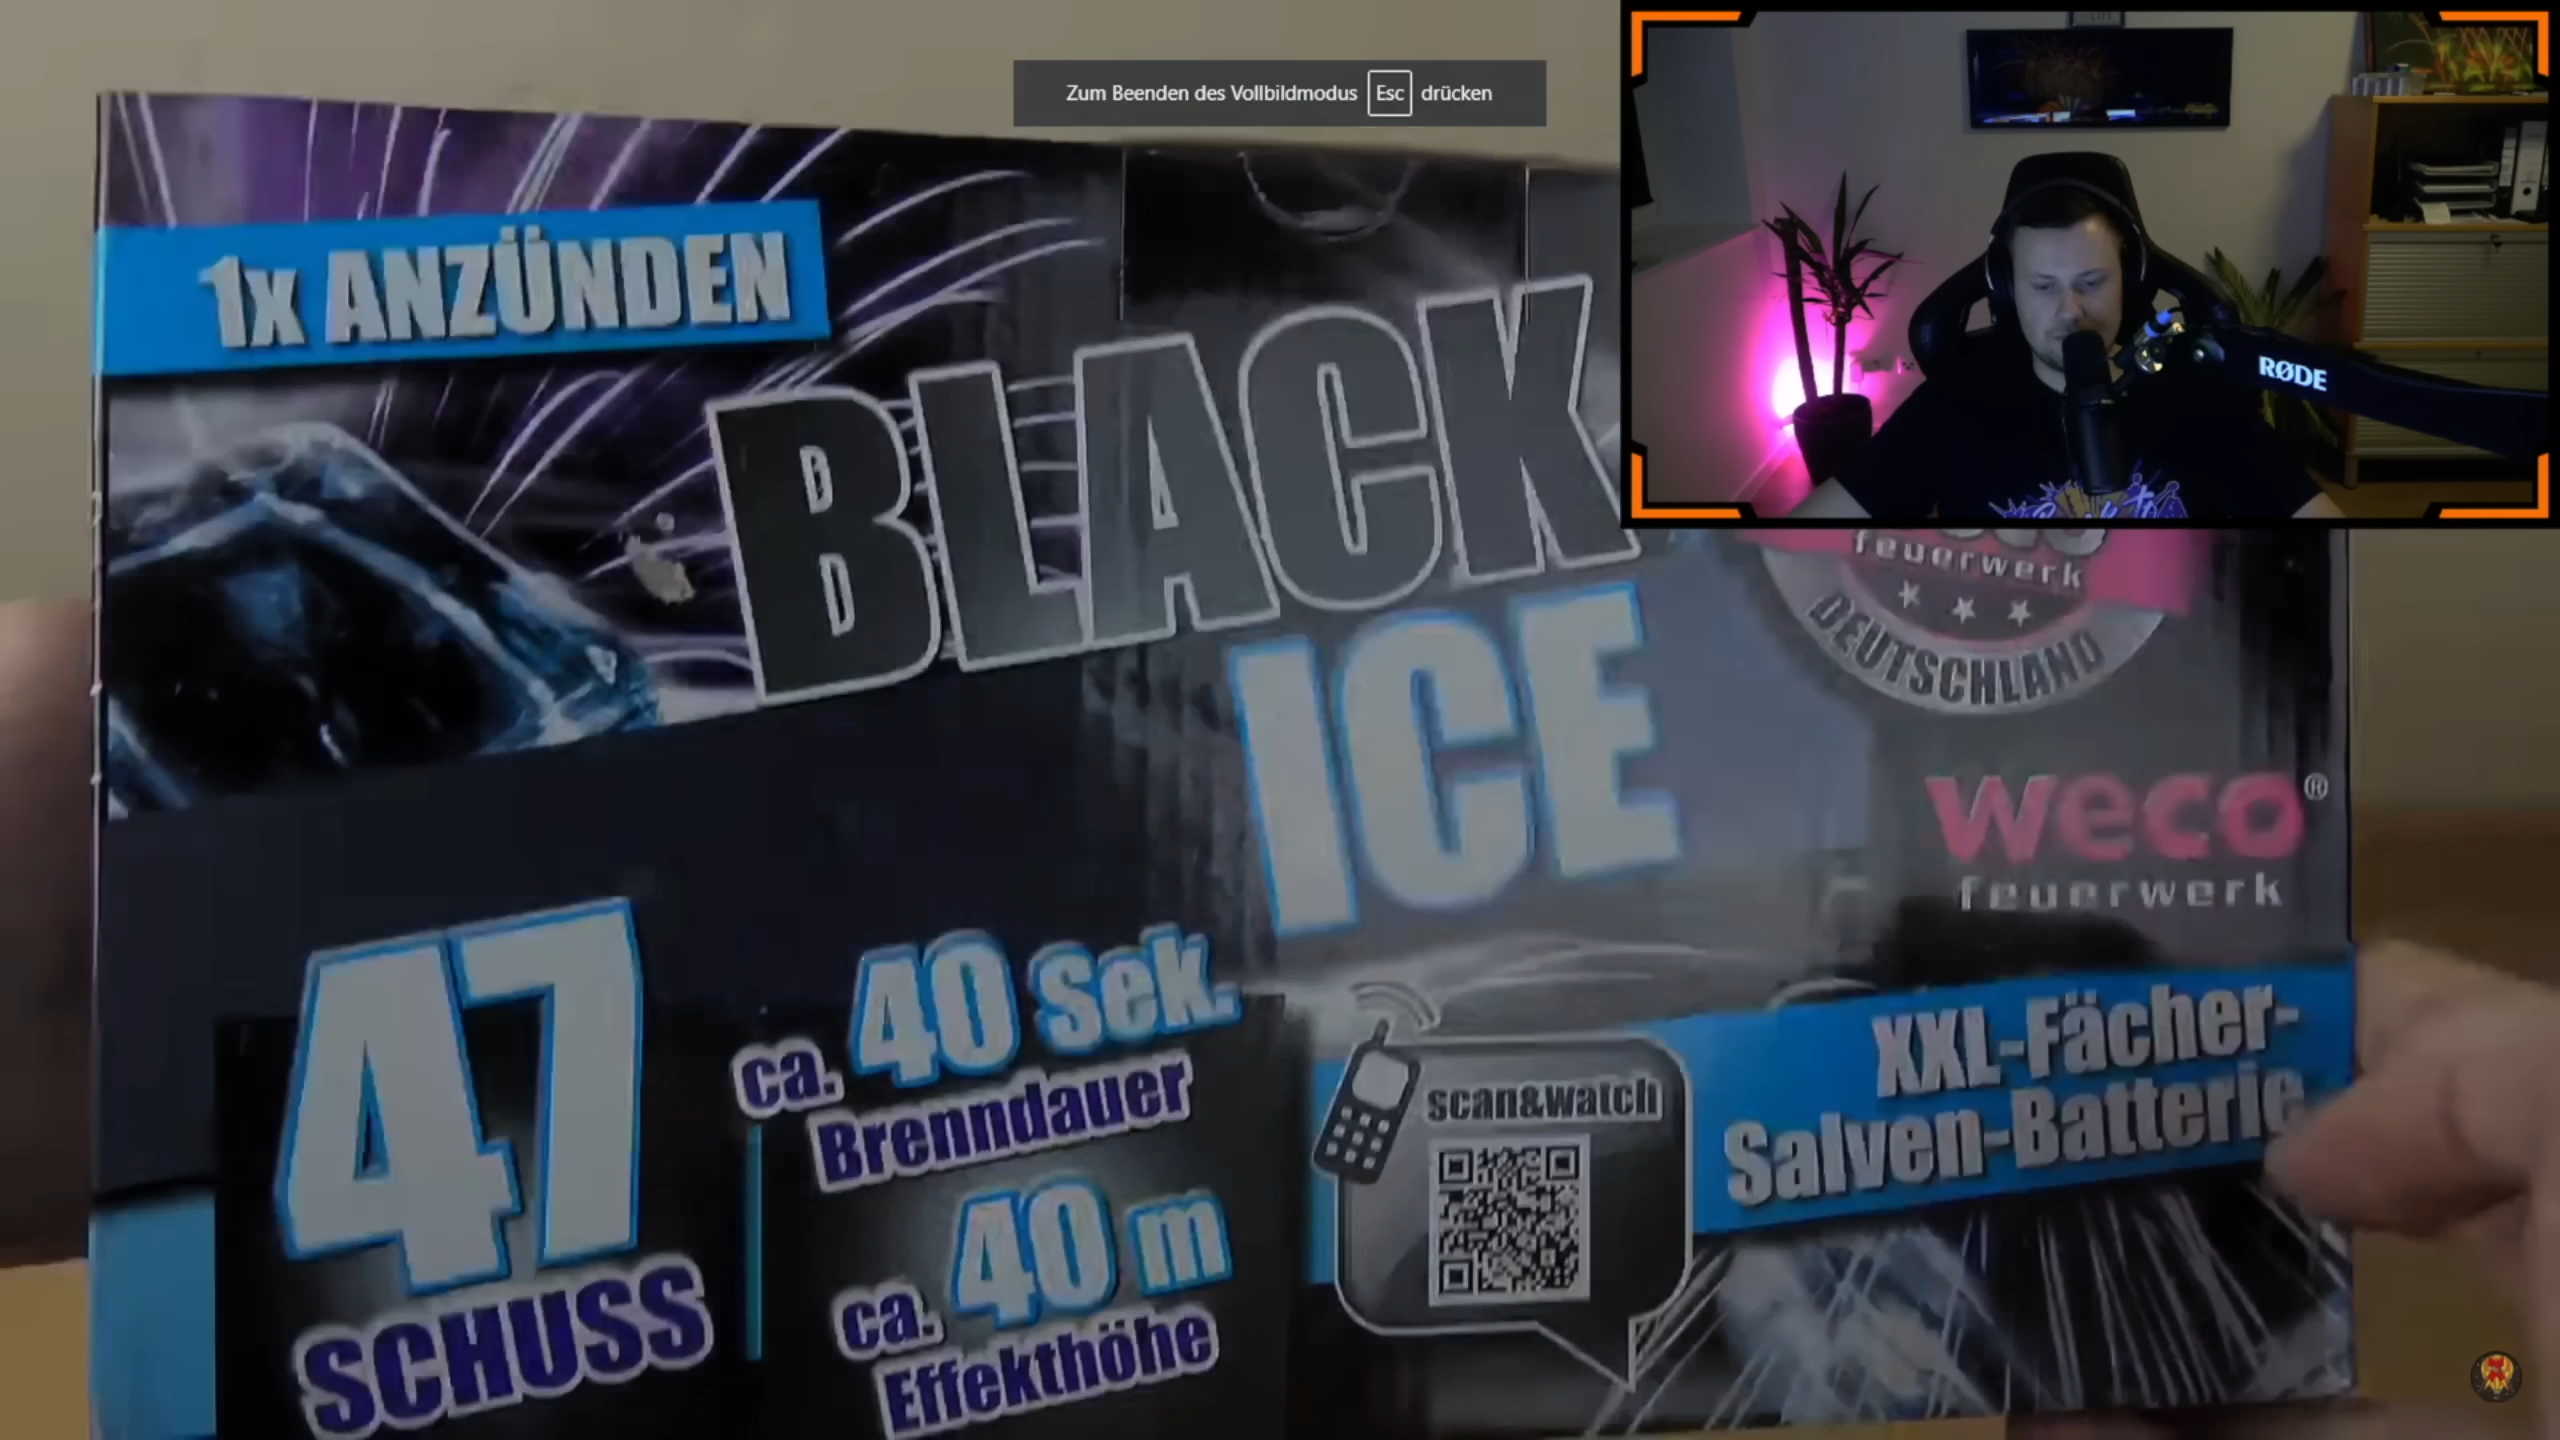 Zum Beenden des Vollbildmodus Esc drücken
1x ANZÜNDEN
BLACK
ICE
feuerwerk
DEUTSCHLAND
weco®
feuerwerk
47
SCHUSS
ca. 40 Sek.
Brenndauer
ca. 40 m
Effekthöhe
scan&watch
XXL-Fächer-
Salven-Batterie
RØDE